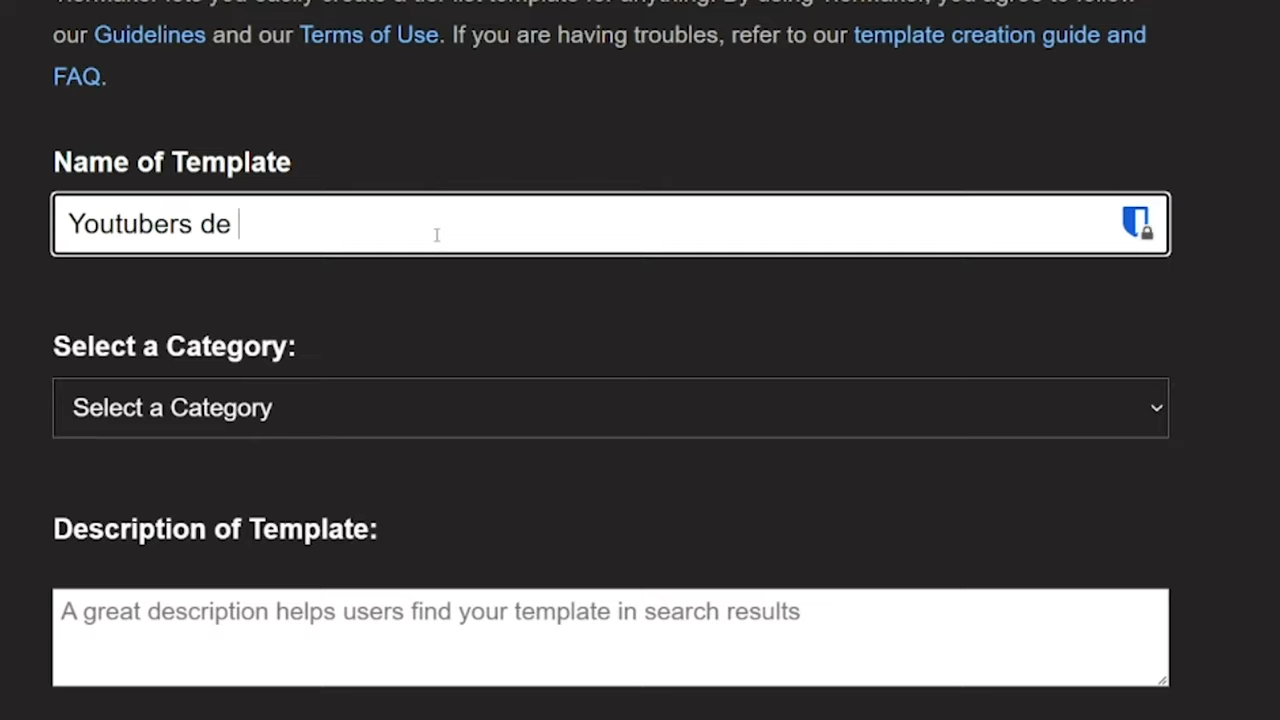 our Guidelines and our Terms of Use. If you are having troubles, refer to our template creation guide and
FAQ.
Name of Template
Youtubers de
Select a Category:
Select a Category
Description of Template:
A great description helps users find your template in search results